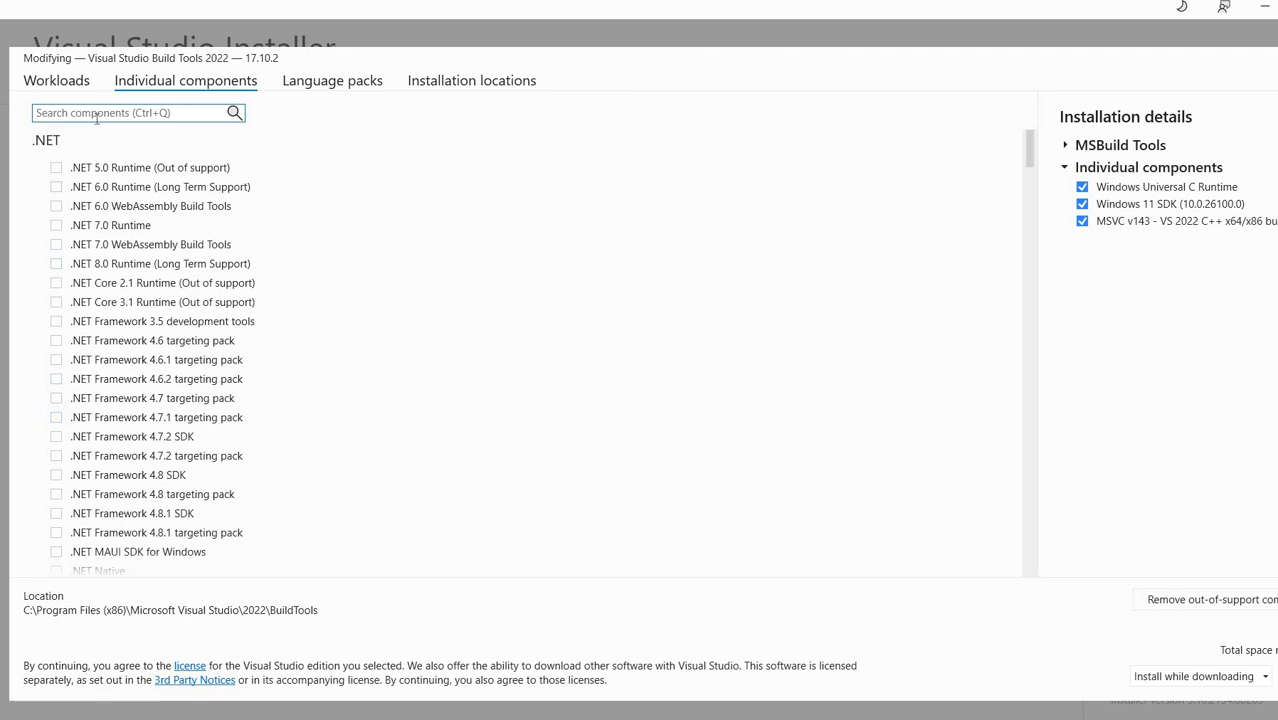 Visual Studio Installer
Modifying — Visual Studio Build Tools 2022 — 17.10.2
Workloads
Individual components
Language packs
Installation locations
Search components (Ctrl+Q)
.NET
.NET 5.0 Runtime (Out of support)
.NET 6.0 Runtime (Long Term Support)
.NET 6.0 WebAssembly Build Tools
.NET 7.0 Runtime
.NET 7.0 WebAssembly Build Tools
.NET 8.0 Runtime (Long Term Support)
.NET Core 2.1 Runtime (Out of support)
.NET Core 3.1 Runtime (Out of support)
.NET Framework 3.5 development tools
.NET Framework 4.6 targeting pack
.NET Framework 4.6.1 targeting pack
.NET Framework 4.6.2 targeting pack
.NET Framework 4.7 targeting pack
.NET Framework 4.7.1 targeting pack
.NET Framework 4.7.2 SDK
.NET Framework 4.7.2 targeting pack
.NET Framework 4.8 SDK
.NET Framework 4.8 targeting pack
.NET Framework 4.8.1 SDK
.NET Framework 4.8.1 targeting pack
.NET MAUI SDK for Windows
.NET Native
Installation details
MSBuild Tools
Individual components
Windows Universal C Runtime
Windows 11 SDK (10.0.26100.0)
MSVC v143 - VS 2022 C++ x64/x86 bu
Location
C:\Program Files (x86)\Microsoft Visual Studio\2022\BuildTools
Remove out-of-support com
Total space r
By continuing, you agree to the license for the Visual Studio edition you selected. We also offer the ability to download other software with Visual Studio. This software is licensed
separately, as set out in the 3rd Party Notices or in its accompanying license. By continuing, you also agree to those licenses.
Install while downloading